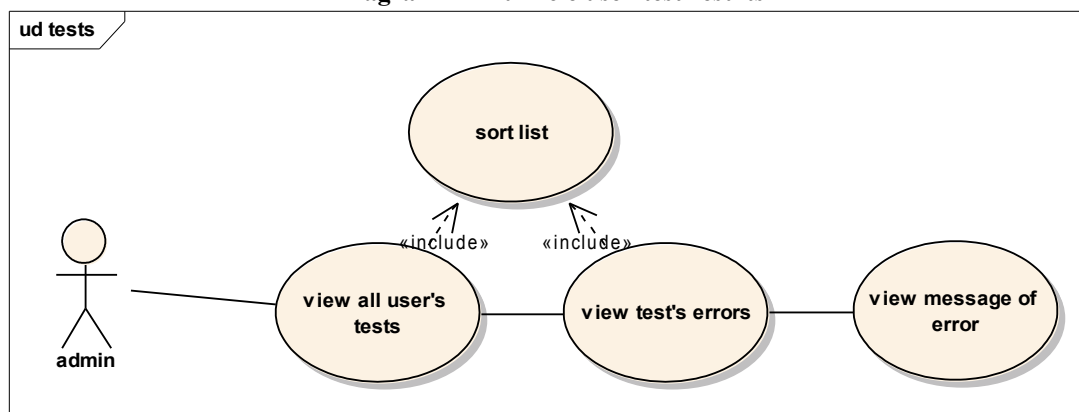 ud tests
sort list
«include» «include»
view all user's
tests
view test's errors
view message of
error
admin